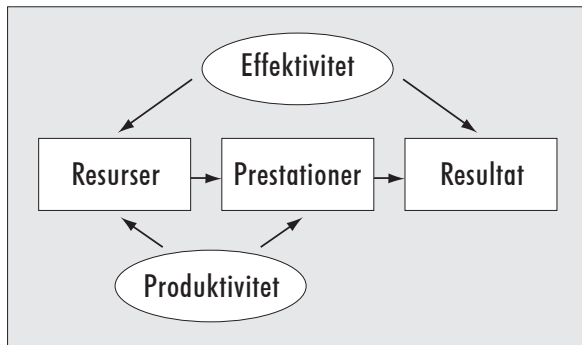 Effektivitet
Resurser
Prestationer
Resultat
Produktivitet